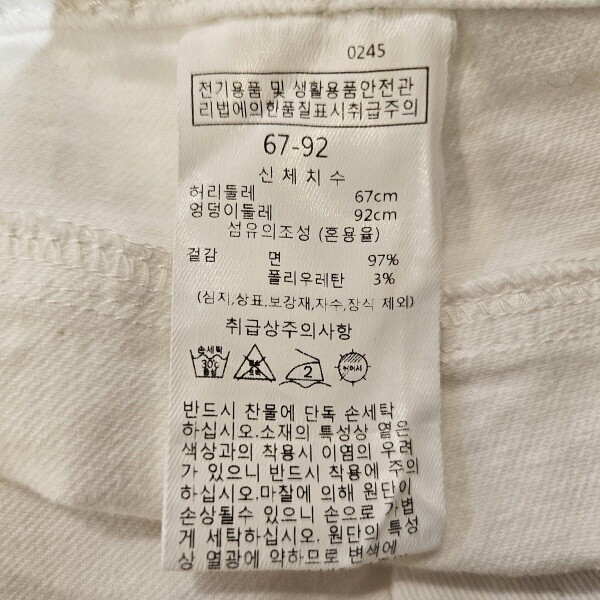 0245
전기용품 및 생활용품안전관
리법에의한품질표시취급주의
67-92
신체치수
허리둘레 67cm
엉덩이둘레 92cm
섬유의조성 (혼용율)
겉감 면 97%
폴리우레탄 3%
(심지,상표,보강재,자수,장식 제외)
취급상주의사항
손세탁
30℃
중성
2
반드시 찬물에 단독 손세탁
하십시오.소재의 특성상 옅은
색상과의 착용시 이염의 우려
가 있으니 반드시 착용에 주의
하십시오.마찰에 의해 원단이
손상될수 있으니 손으로 가볍
게 세탁하십시오. 원단의 특성
상 열광에 약하므로 변색에